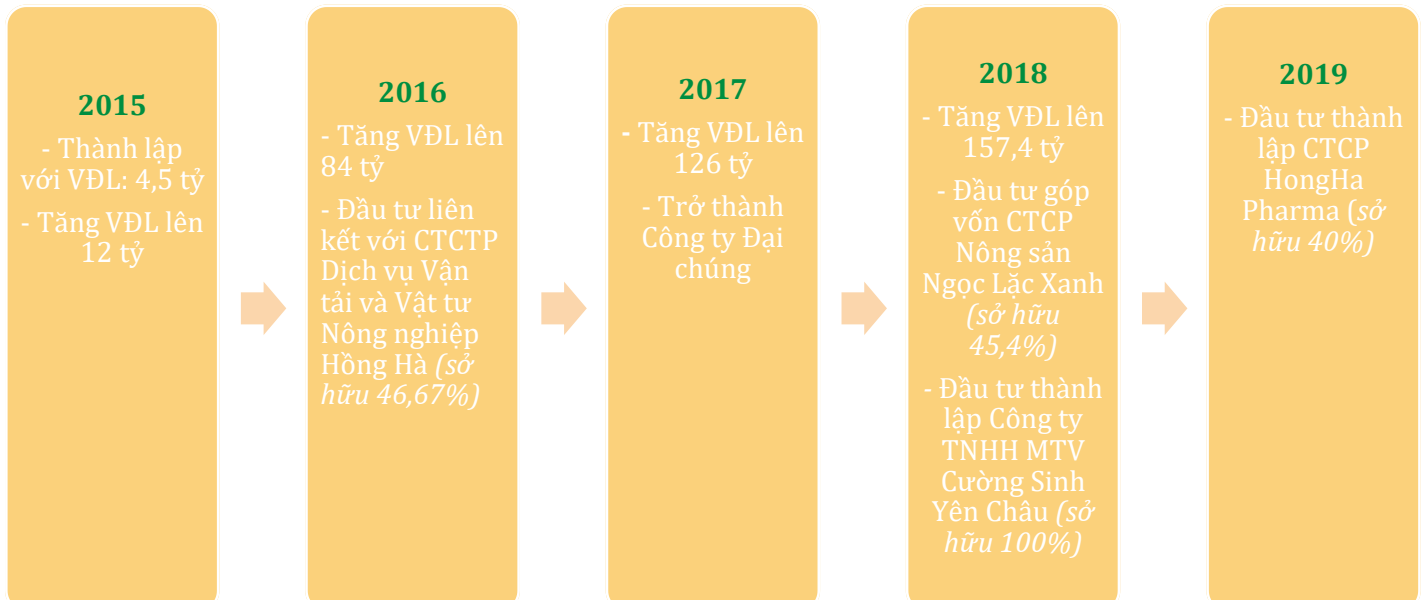 2015
- Thành lập
với VĐL: 4,5 tỷ
- Tăng VĐL lên
12 tỷ
2016
- Tăng VĐL lên
84 tỷ
- Đầu tư liên
kết với CTCTP
Dịch vụ Vận
tải và Vật tư
Nông nghiệp
Hồng Hà (sở
hữu 46,67%)
2017
- Tăng VĐL lên
126 tỷ
- Trở thành
Công ty Đại
chúng
2018
- Tăng VĐL lên
157,4 tỷ
- Đầu tư góp
vốn CTCP
Nông sản
Ngọc Lặc Xanh
(sở hữu
45,4%)
- Đầu tư thành
lập Công ty
TNHH MTV
Cường Sinh
Yên Châu (sở
hữu 100%)
2019
- Đầu tư thành
lập CTCP
HongHa
Pharma (sở
hữu 40%)